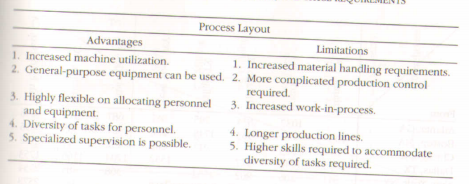 Process Layout
Advantages
Limitations
1. Increased machine utilization.
2. General-purpose equipment can be used.
3. Highly flexible on allocating personnel
and equipment.
4. Diversity of tasks for personnel.
5. Specialized supervision is possible.
1. Increased material handling requirements.
2. More complicated production control
required.
3. Increased work-in-process.
4. Longer production lines.
5. Higher skills required to accommodate
diversity of tasks required.